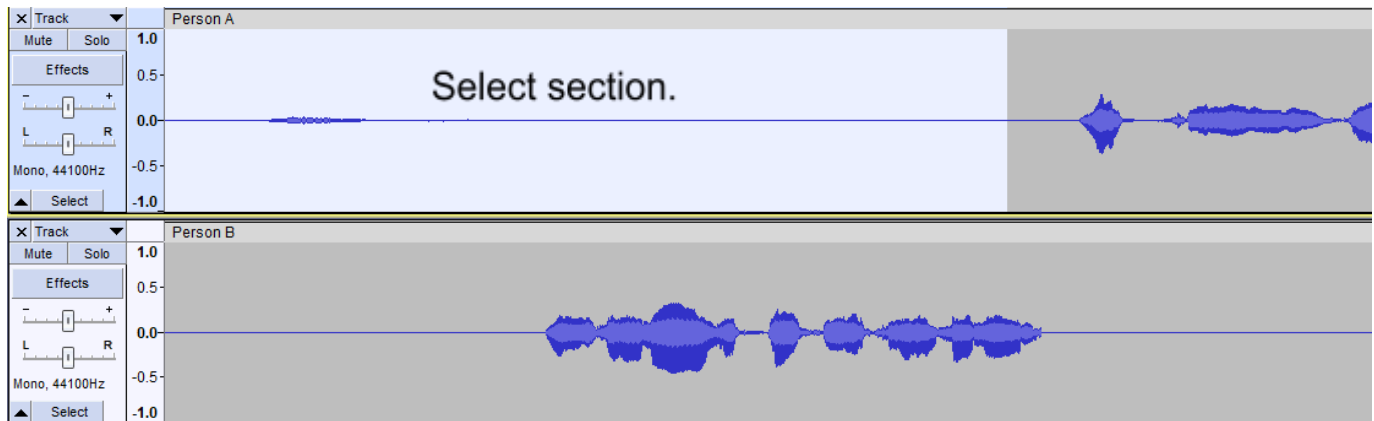 × Track ▼ Person A
Mute Solo 1.0
Effects 0.5-
Select section.
- +
0.0-
L R
Mono, 44100Hz -0.5-
▲ Select -1.0
× Track ▼ Person B
Mute Solo 1.0
Effects 0.5-
- +
0.0-
L R
Mono, 44100Hz -0.5-
▲ Select -1.0